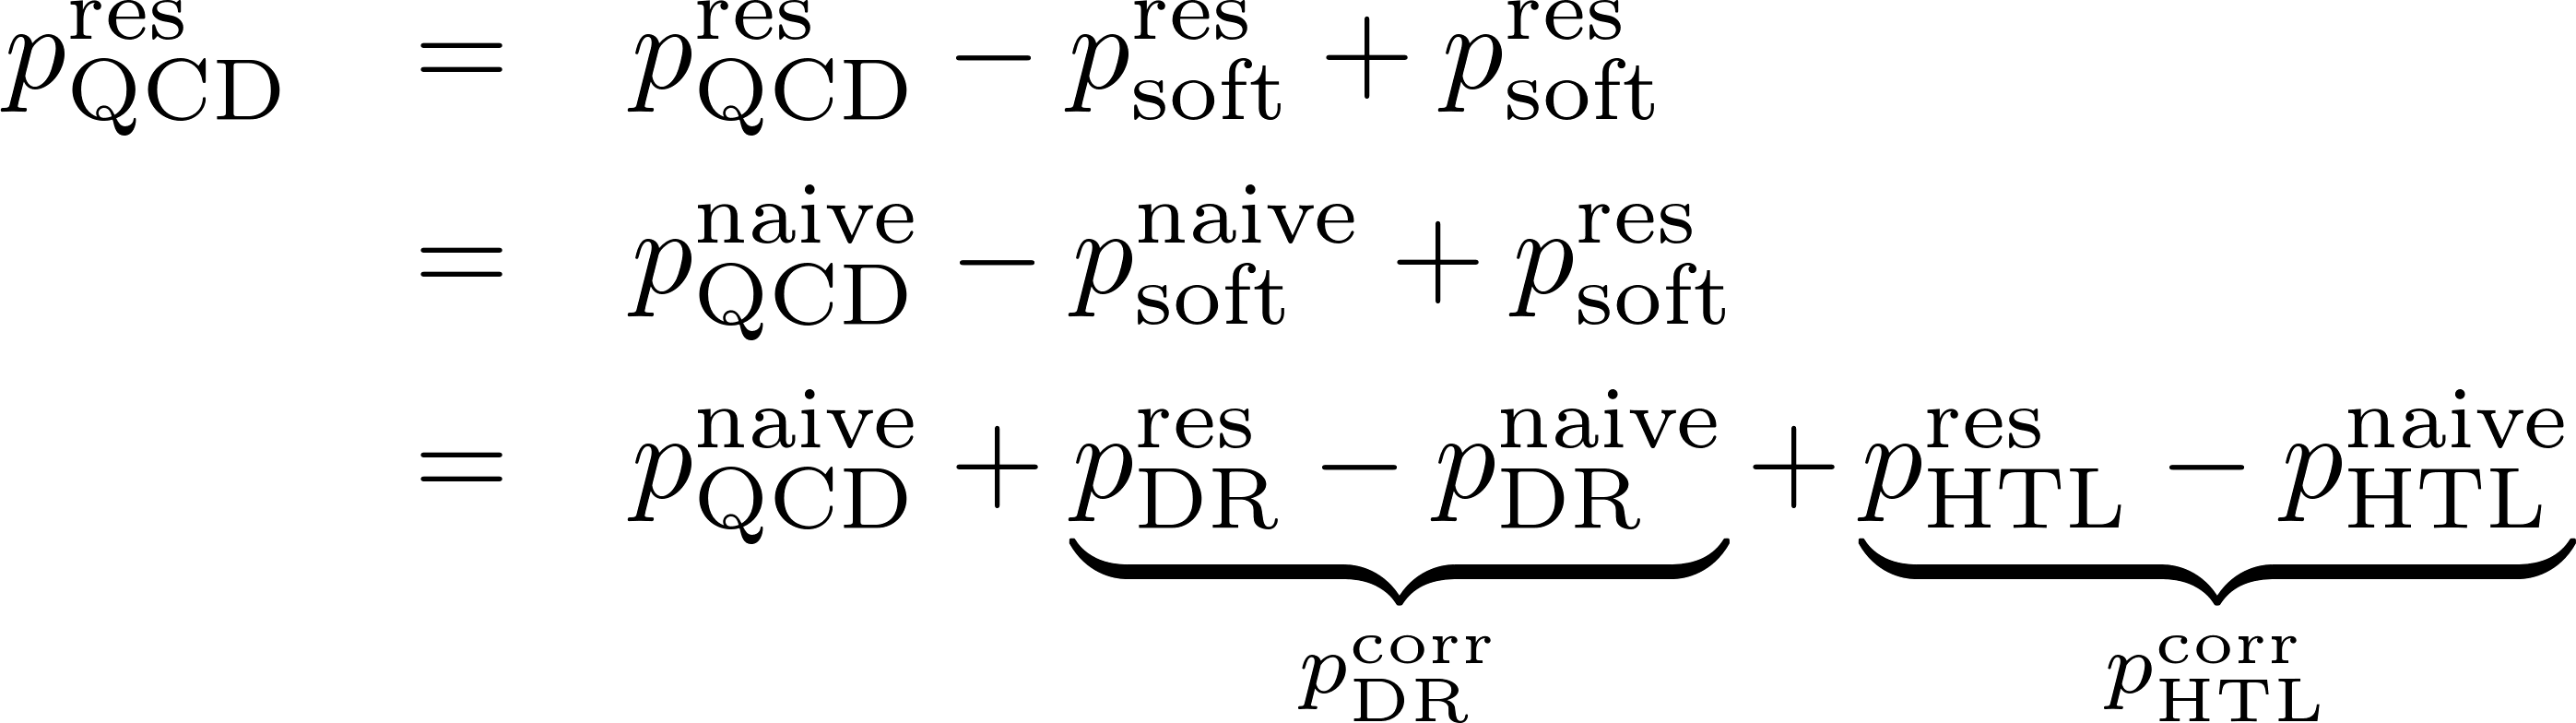 p^{res}_{QCD} = p^{res}_{QCD} − p^{res}_{soft} + p^{res}_{soft}
= p^{naive}_{QCD} − p^{naive}_{soft} + p^{res}_{soft}
= p^{naive}_{QCD} + p^{res}_{DR} − p^{naive}_{DR} + p^{res}_{HTL} − p^{naive}_{HTL}
p^{corr}_{DR} p^{corr}_{HTL}